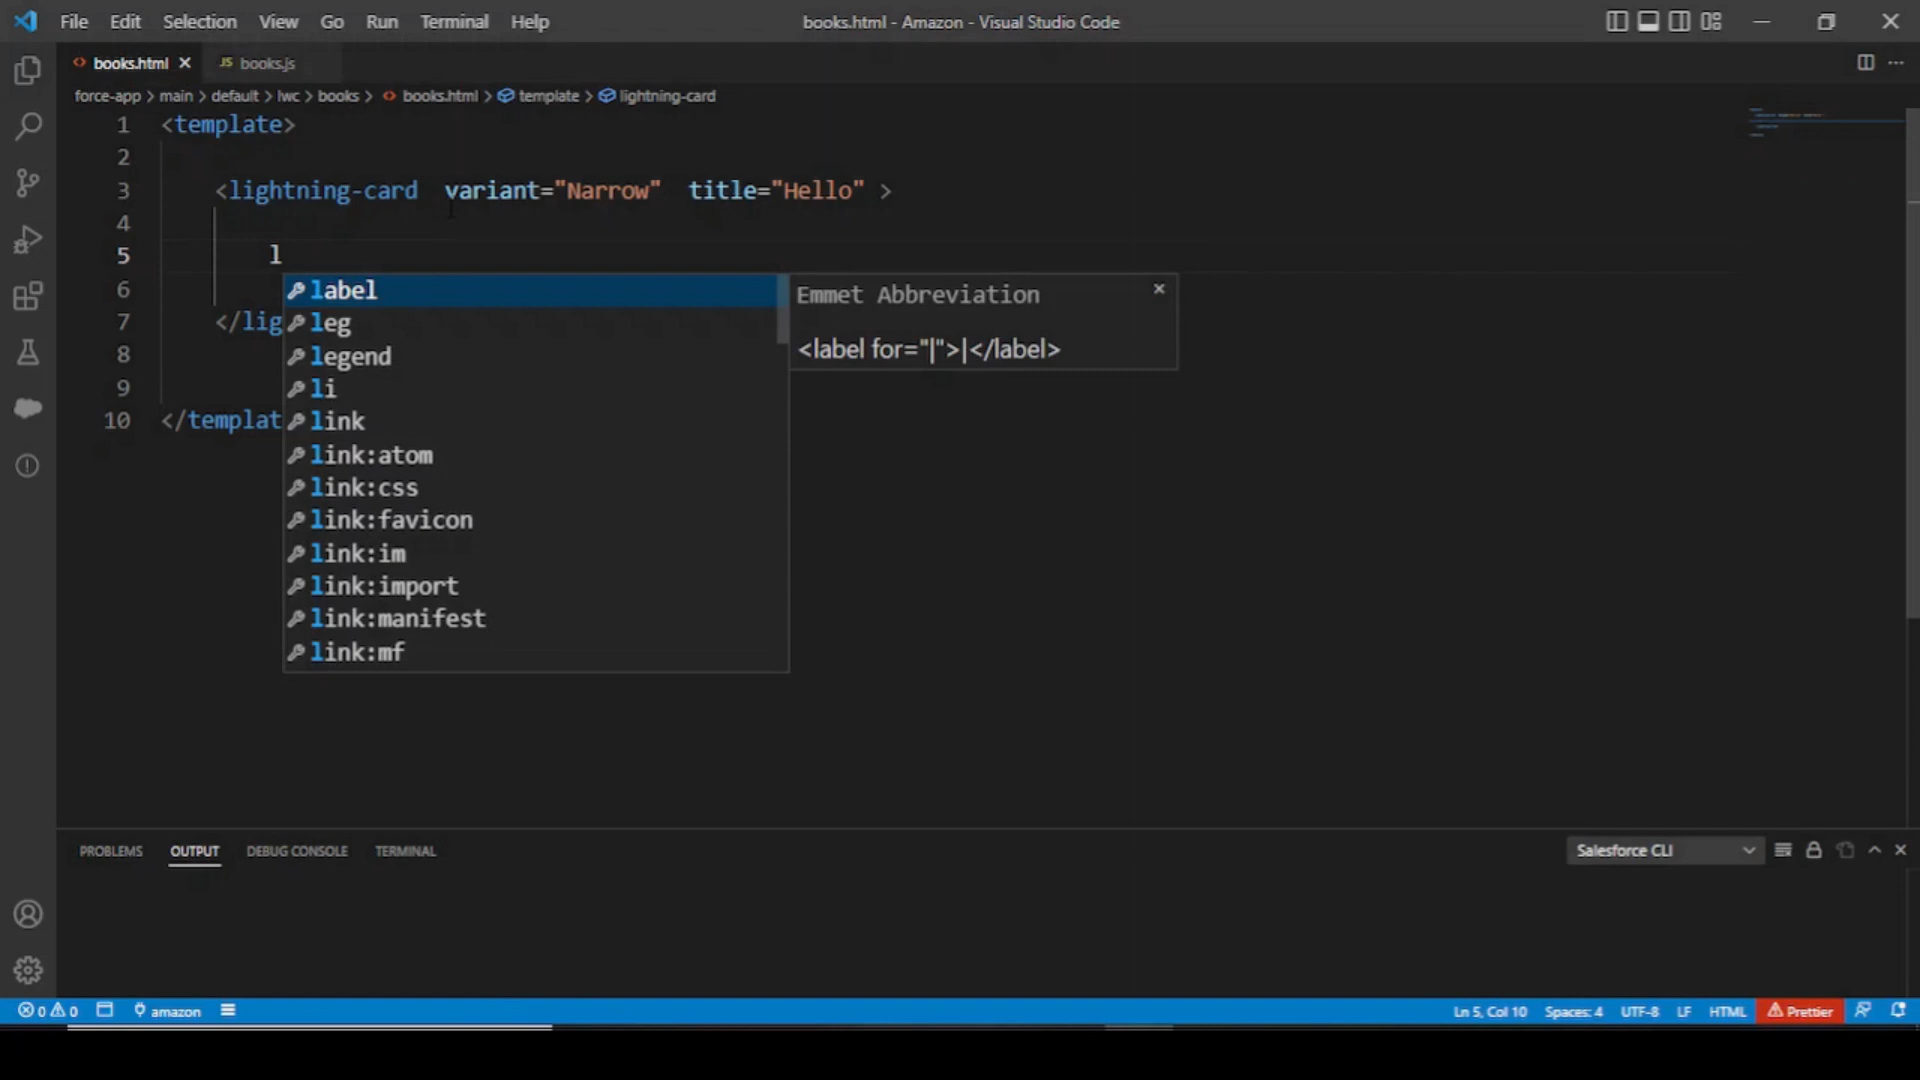 File Edit Selection View Go Run Terminal Help books.html - Amazon - Visual Studio Code
books.html JS books.js
force-app > main > default > lwc > books > books.html > template > lightning-card
1 <template>
2
3 <lightning-card variant="Narrow" title="Hello" >
4
5 l
6 label
Emmet Abbreviation
<label for="|">|</label>
7 </lig leg
8 legend
9 li
10 </templat link
link:atom
link:css
link:favicon
link:im
link:import
link:manifest
link:mf
PROBLEMS OUTPUT DEBUG CONSOLE TERMINAL Salesforce CLI
0 0 amazon Ln 5, Col 10 Spaces: 4 UTF-8 LF HTML Prettier